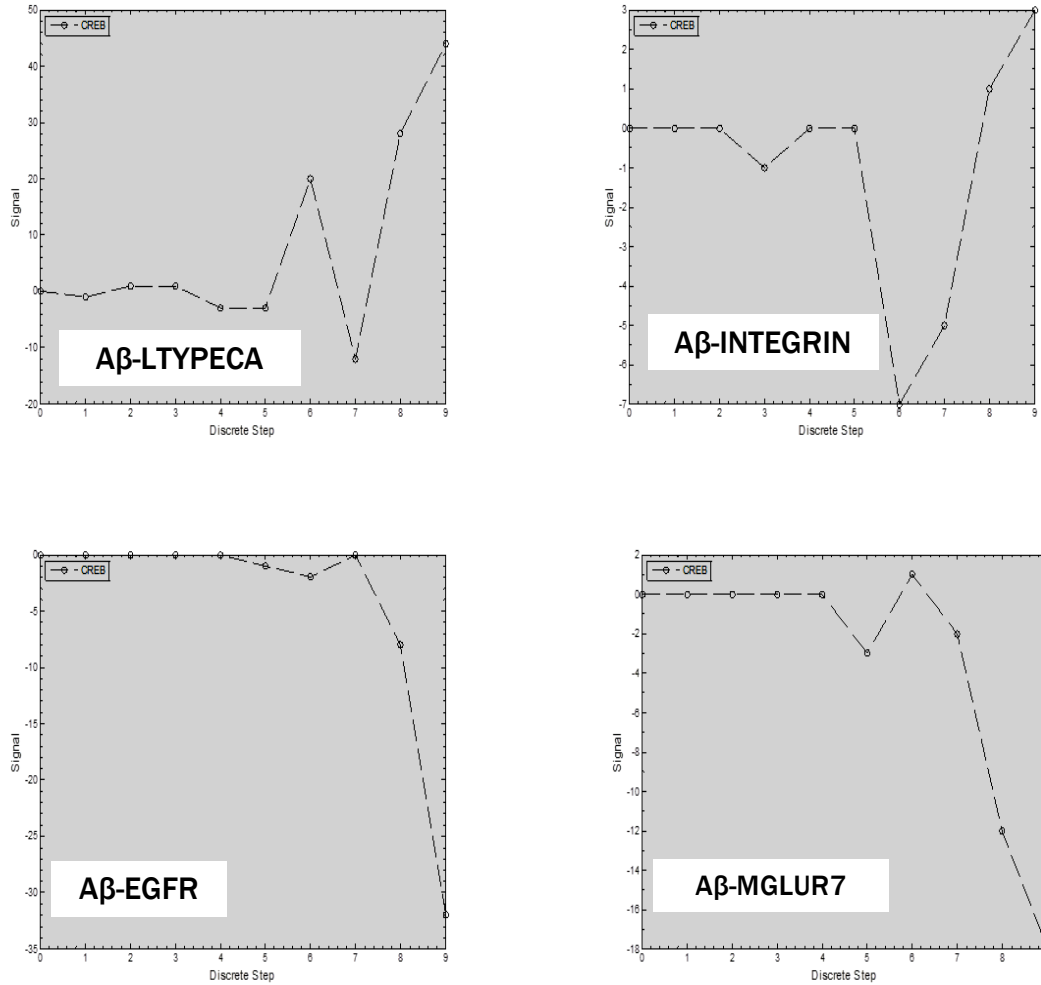 50
40
30
20
10
0
-10
-20
0 1 2 3 4 5 6 7 8 9
Signal
Discrete Step
CREB
Aβ-LTYPECA
3
2
1
0
-1
-2
-3
-4
-5
-6
-7
0 1 2 3 4 5 6 7 8 9
Signal
Discrete Step
CREB
Aβ-INTEGRIN
0
-5
-10
-15
-20
-25
-30
-35
0 1 2 3 4 5 6 7 8 9
Signal
Discrete Step
CREB
Aβ-EGFR
2
0
-2
-4
-6
-8
-10
-12
-14
-16
-18
0 1 2 3 4 5 6 7 8
Signal
Discrete Step
CREB
Aβ-MGLUR7